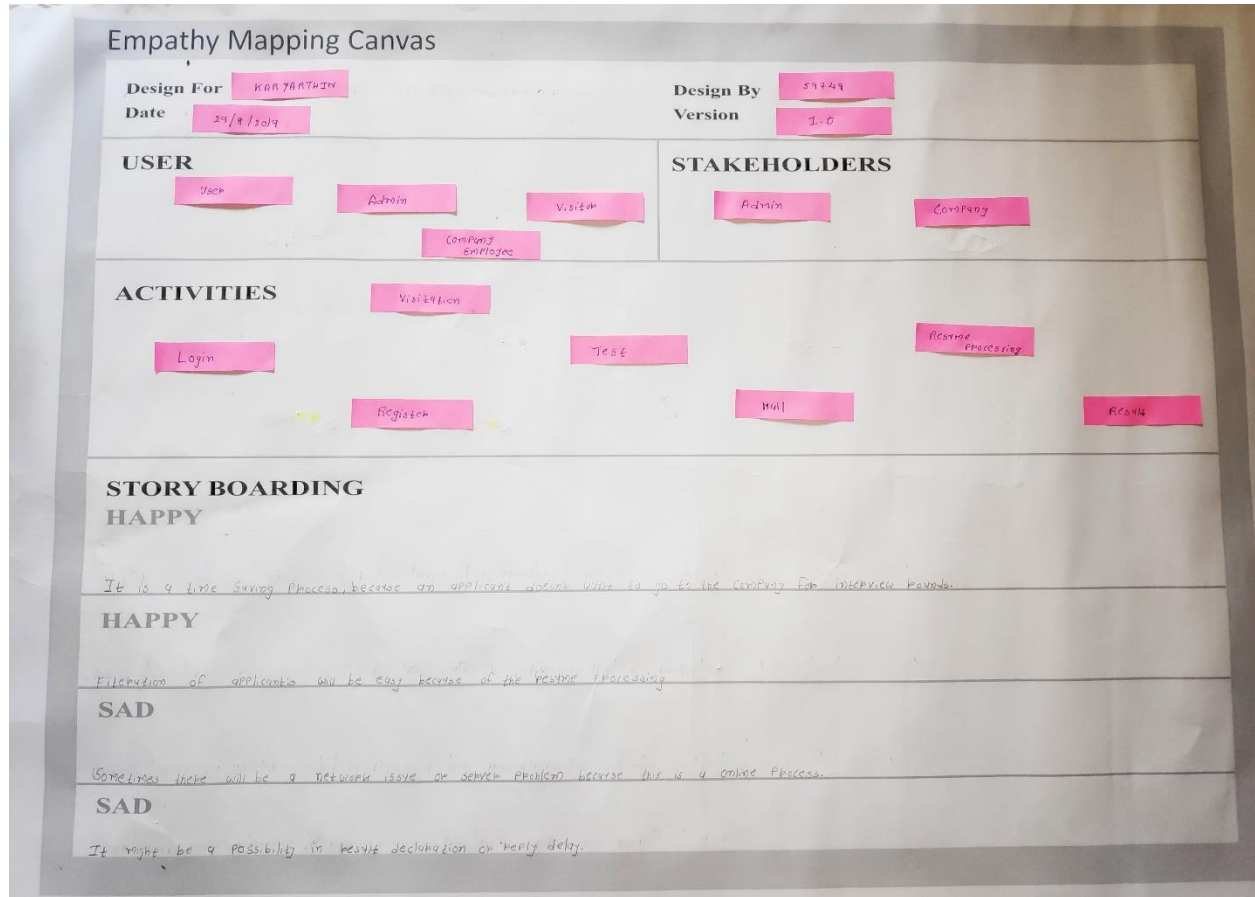 Empathy Mapping Canvas
Design For KARYARTHIN
Design By 59749
Date 29/9/2019
Version 1.0
USER
STAKEHOLDERS
User
Admin
Visitor
Company
Employee
Admin
Company
ACTIVITIES
Visitation
Login
Test
Resume
Processing
Register
Null
Result
STORY BOARDING
HAPPY
It is a time Saving Process, because an applicant doesnt want to go to the Company for interview rounds.
HAPPY
Filteration of applicants will be easy because of the resume Processing
SAD
Sometimes there will be a network issue or server problem because this is a online Process.
SAD
It might be a possibility in result declaration or reply delay.